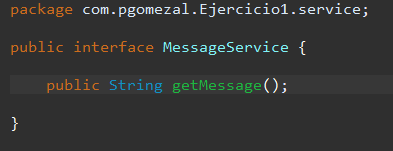 package com.pgomezal.Ejercicio1.service;
public interface MessageService {
public String getMessage();
}